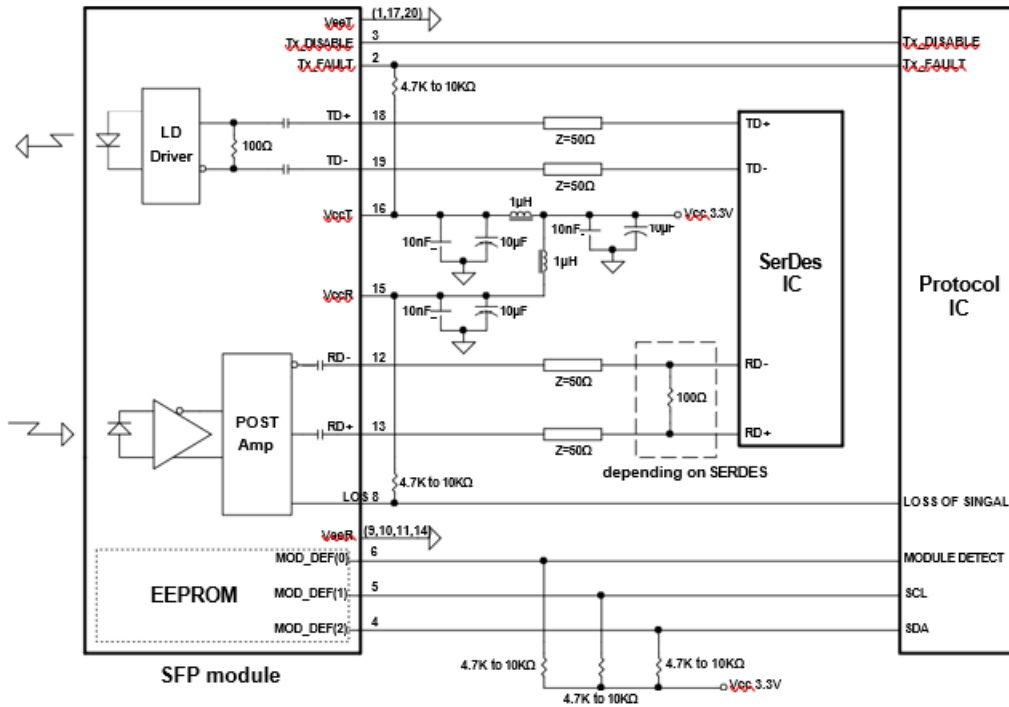 VeeT (1,17,20)
Tx_DISABLE 3 Tx_DISABLE
Tx_FAULT 2 Tx_FAULT
4.7K to 10KΩ
LD
Driver
100Ω
TD+ 18 Z=50Ω TD+
TD- 19 Z=50Ω TD-
VccT 16 1µH Vcc 3.3V
10nF 10µF 10nF 10µF
1µH
VccR 15
10nF 10µF
SerDes
IC
Protocol
IC
RD- 12 Z=50Ω RD-
100Ω
POST
Amp
RD+ 13 Z=50Ω RD+
depending on SERDES
4.7K to 10KΩ
LOS 8 LOSS OF SINGAL
VeeR (9,10,11,14)
MOD_DEF(0) 6 MODULE DETECT
EEPROM
MOD_DEF(1) 5 SCL
MOD_DEF(2) 4 SDA
4.7K to 10KΩ 4.7K to 10KΩ
4.7K to 10KΩ
Vcc 3.3V
SFP module